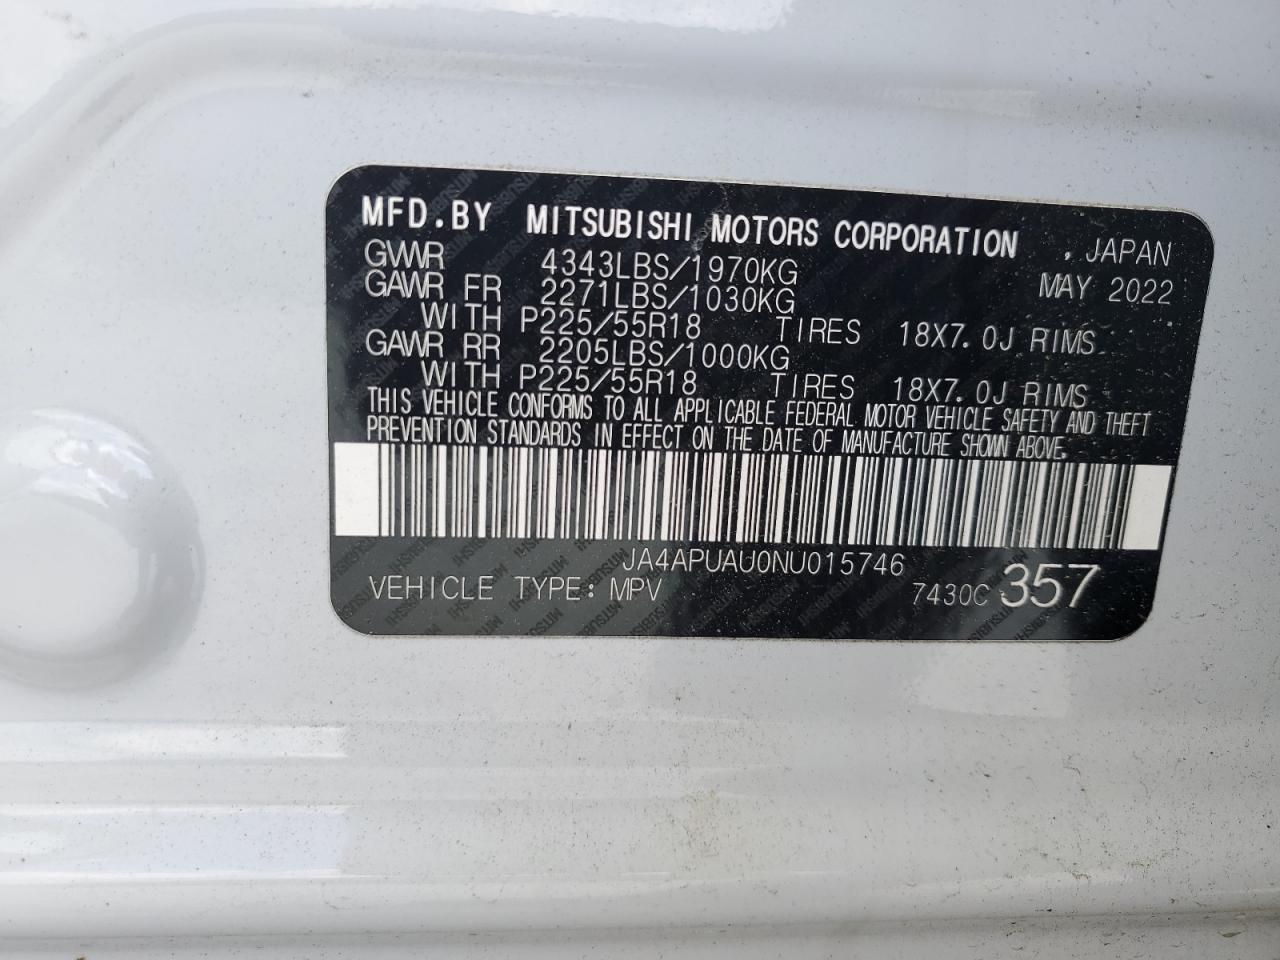 MFD.BY MITSUBISHI MOTORS CORPORATION , JAPAN
GVWR 4343LBS/1970KG MAY 2022
GAWR FR 2271LBS/1030KG
WITH P225/55R18 TIRES 18X7.0J RIMS
GAWR RR 2205LBS/1000KG
WITH P225/55R18 TIRES 18X7.0J RIMS
THIS VEHICLE CONFORMS TO ALL APPLICABLE FEDERAL MOTOR VEHICLE SAFETY AND THEFT
PREVENTION STANDARDS IN EFFECT ON THE DATE OF MANUFACTURE SHOWN ABOVE.
JA4APUAU0NU015746
VEHICLE TYPE: MPV 7430C 357